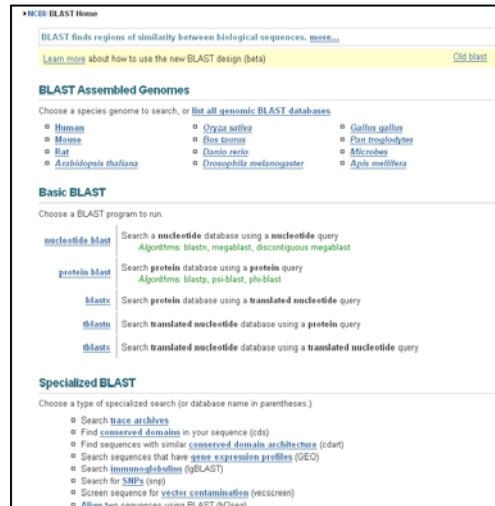 NCBI/ BLAST Home
BLAST finds regions of similarity between biological sequences. more...
Learn more about how to use the new BLAST design (beta) Old blast
BLAST Assembled Genomes
Choose a species genome to search, or list all genomic BLAST databases.
Human Oryza sativa Gallus gallus
Mouse Bos taurus Pan troglodytes
Rat Danio rerio Microbes
Arabidopsis thaliana Drosophila melanogaster Apis mellifera
Basic BLAST
Choose a BLAST program to run.
nucleotide blast Search a nucleotide database using a nucleotide query
Algorithms: blastn, megablast, discontiguous megablast
protein blast Search protein database using a protein query
Algorithms: blastp, psi-blast, phi-blast
blastx Search protein database using a translated nucleotide query
tblastn Search translated nucleotide database using a protein query
tblastx Search translated nucleotide database using a translated nucleotide query
Specialized BLAST
Choose a type of specialized search (or database name in parentheses.)
Search trace archives
Find conserved domains in your sequence (cds)
Find sequences with similar conserved domain architecture (cdart)
Search sequences that have gene expression profiles (GEO)
Search immunoglobulins (IgBLAST)
Search for SNPs (snp)
Screen sequence for vector contamination (vecscreen)
Align two sequences using BLAST (bl2seq)